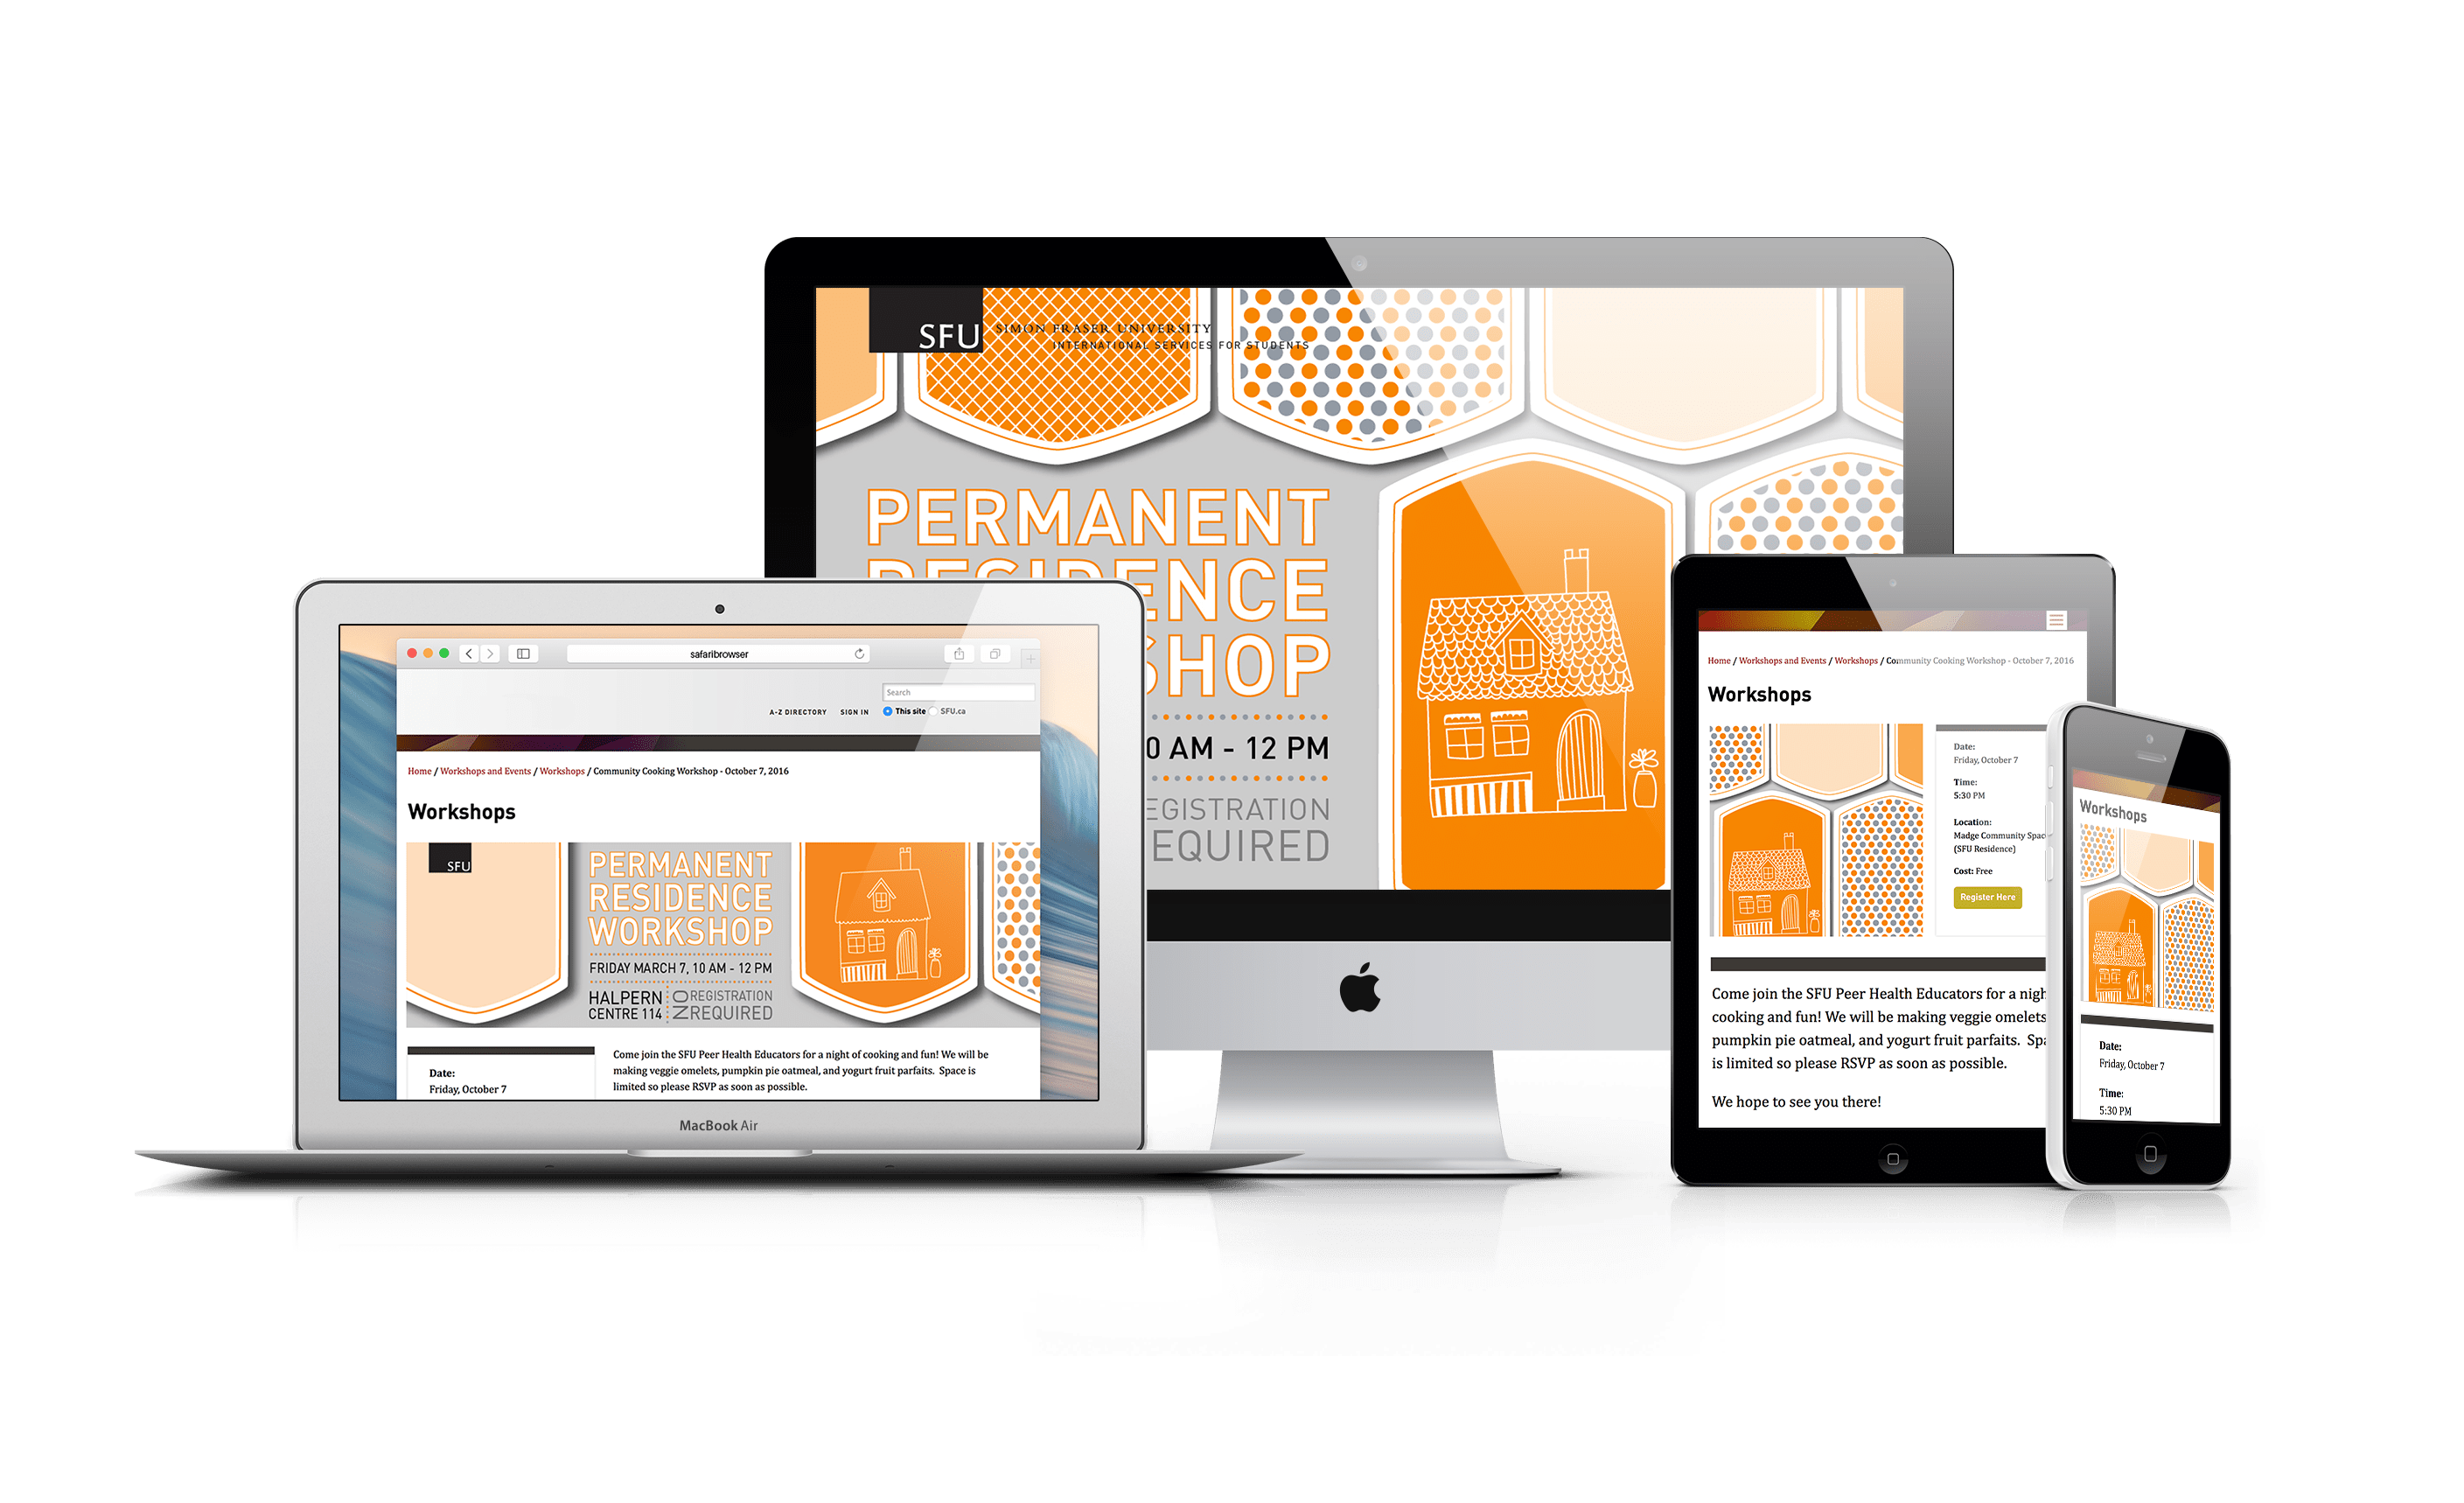 SFU
SIMON FRASER UNIVERSITY
INTERNATIONAL SERVICES FOR STUDENTS
PERMANENT
RESIDENCE
SHOP
0 AM - 12 PM
EGISTRATION
EQUIRED
safaribrowser
Search
A-Z DIRECTORY SIGN IN This site SFU.ca
Home / Workshops and Events / Workshops / Community Cooking Workshop - October 7, 2016
Workshops
SFU
PERMANENT
RESIDENCE
WORKSHOP
FRIDAY MARCH 7, 10 AM - 12 PM
HALPERN
CENTRE 114
NO
REGISTRATION
REQUIRED
Date:
Friday, October 7
Come join the SFU Peer Health Educators for a night of cooking and fun! We will be
making veggie omelets, pumpkin pie oatmeal, and yogurt fruit parfaits. Space is
limited so please RSVP as soon as possible.
MacBook Air
Home / Workshops and Events / Workshops / Community Cooking Workshop - October 7, 2016
Workshops
Date:
Friday, October 7
Time:
5:30 PM
Location:
Madge Community Spac
(SFU Residence)
Cost: Free
Register Here
Come join the SFU Peer Health Educators for a nigh
cooking and fun! We will be making veggie omelets
pumpkin pie oatmeal, and yogurt fruit parfaits. Spa
is limited so please RSVP as soon as possible.
We hope to see you there!
Workshops
Date:
Friday, October 7
Time:
5:30 PM